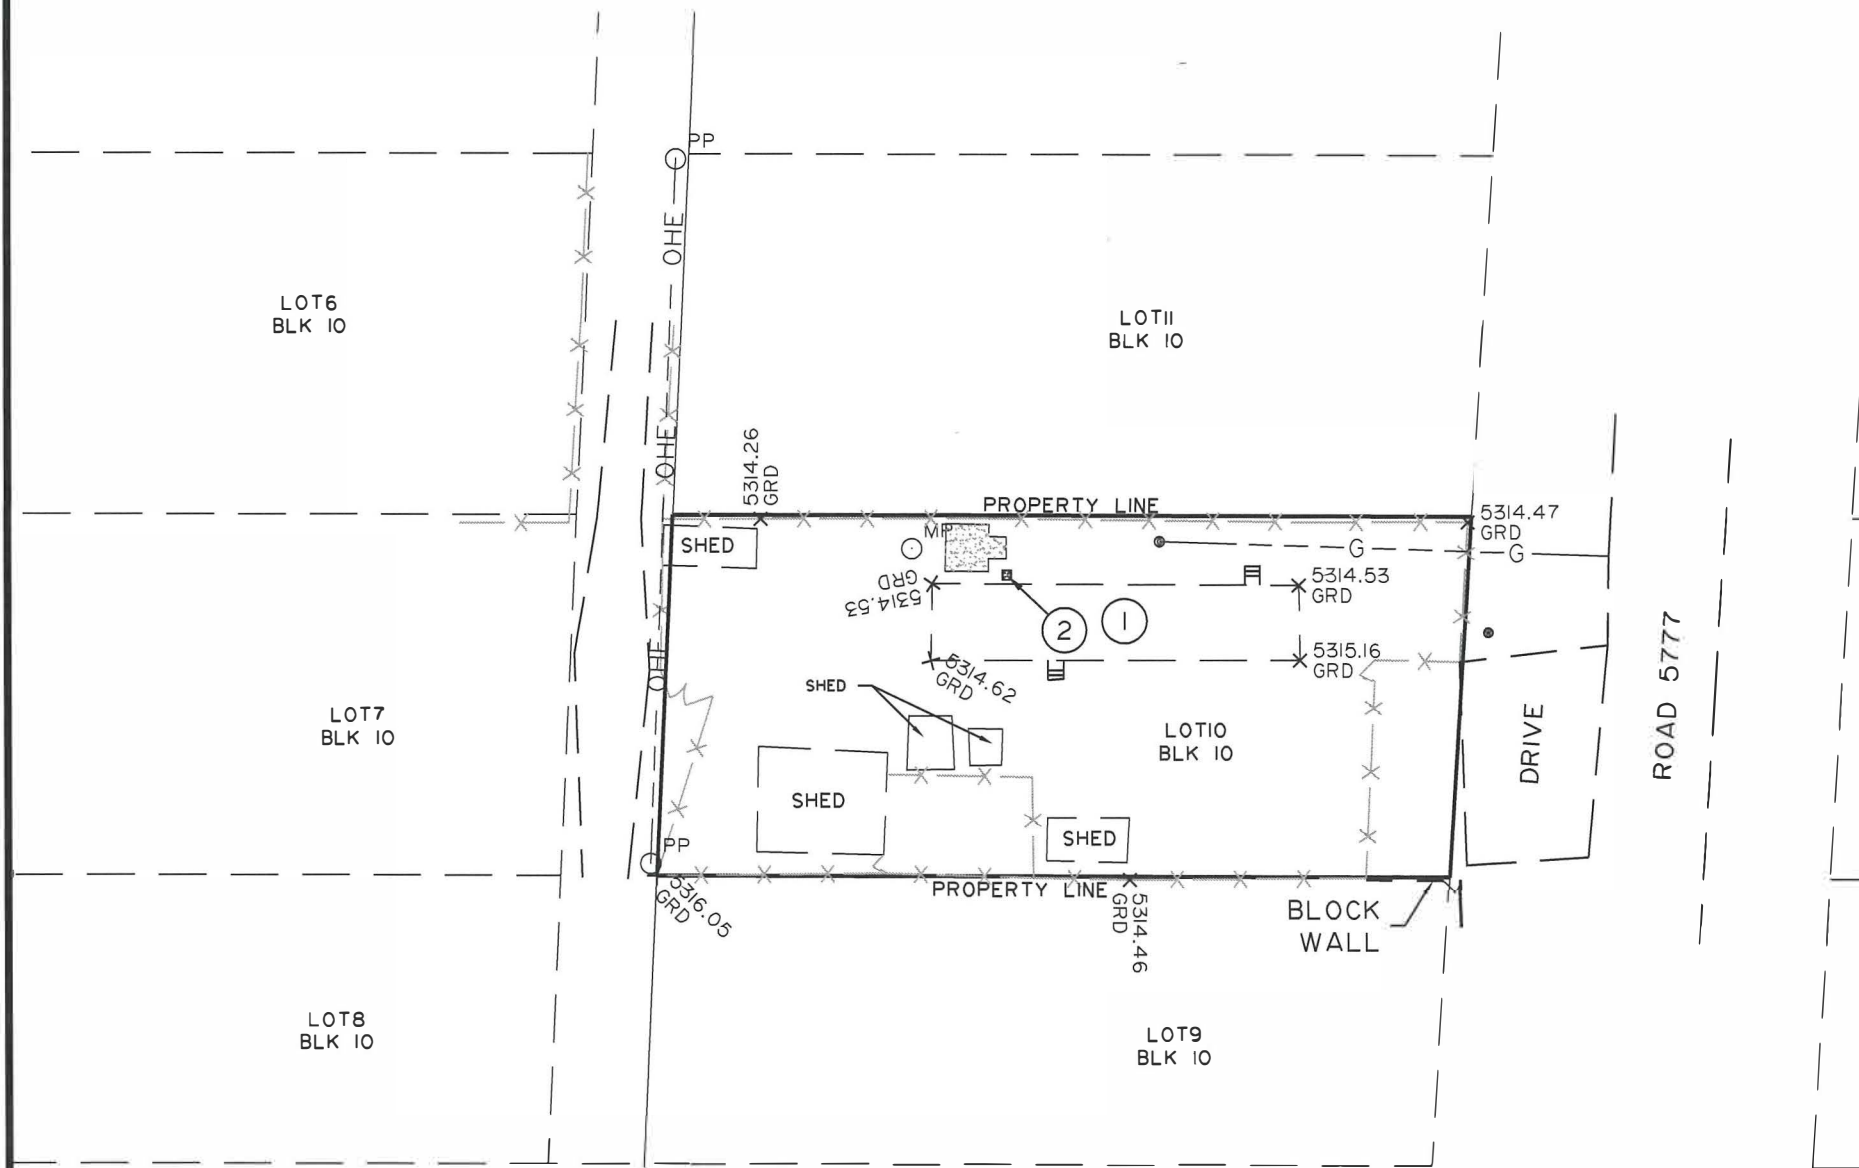 PP
OHE
LOT6
BLK 10
LOT11
BLK 10
OHE
5314.26
GRD
PROPERTY LINE
5314.47
GRD
SHED
MP
G
G
5314.53
GRD
5314.53
GRD
2
1
5315.16
GRD
OHE
5314.62
GRD
SHED
LOT7
BLK 10
LOT10
BLK 10
DRIVE
ROAD 5777
SHED
SHED
PP
PROPERTY LINE
5316.05
GRD
5314.46
GRD
BLOCK
WALL
LOT8
BLK 10
LOT9
BLK 10